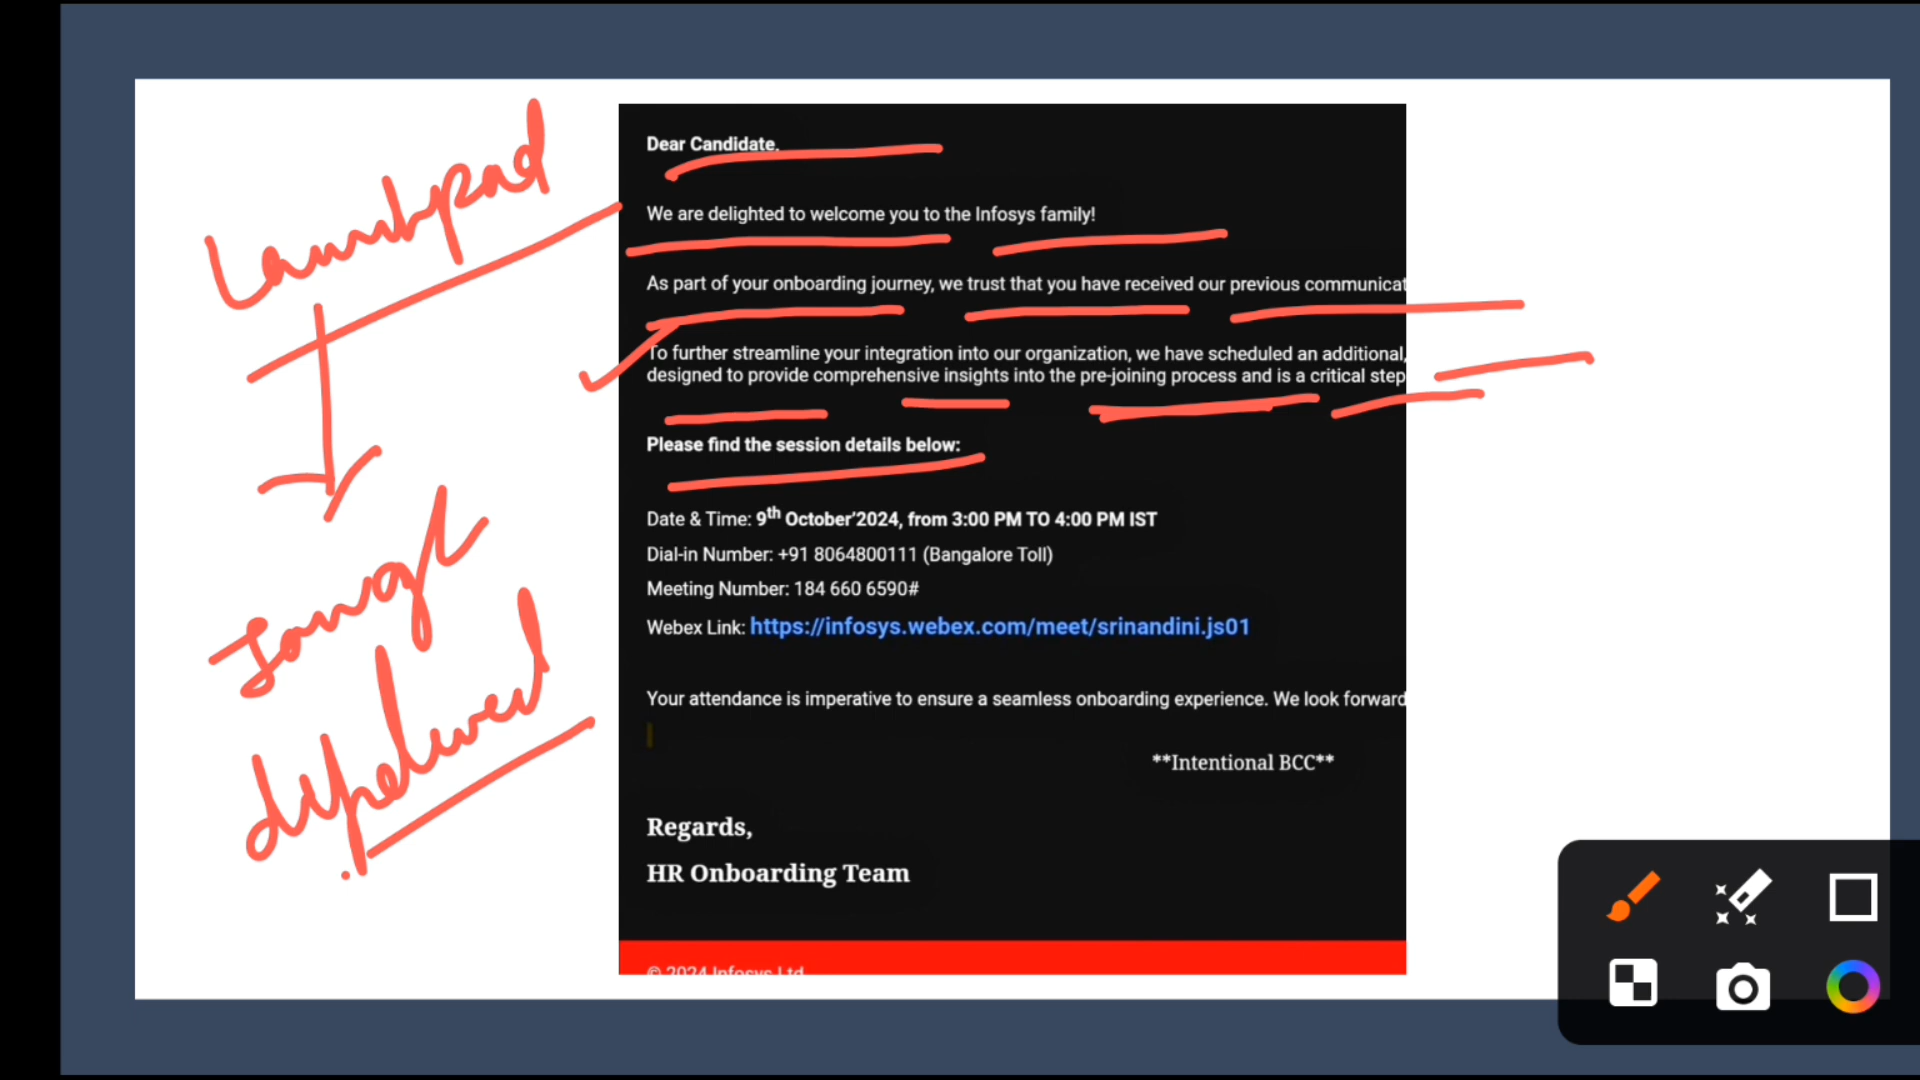 Launhpad
Dear Candidate,
We are delighted to welcome you to the Infosys family!
As part of your onboarding journey, we trust that you have received our previous communicat
To further streamline your integration into our organization, we have scheduled an additional,
designed to provide comprehensive insights into the pre-joining process and is a critical step
Please find the session details below:
Date & Time: 9th October'2024, from 3:00 PM TO 4:00 PM IST
Dial-in Number: +91 8064800111 (Bangalore Toll)
Meeting Number: 184 660 6590#
Webex Link: https://infosys.webex.com/meet/srinandini.js01
Your attendance is imperative to ensure a seamless onboarding experience. We look forward
**Intentional BCC**
Regards,
HR Onboarding Team
© 2024 Infosys Ltd